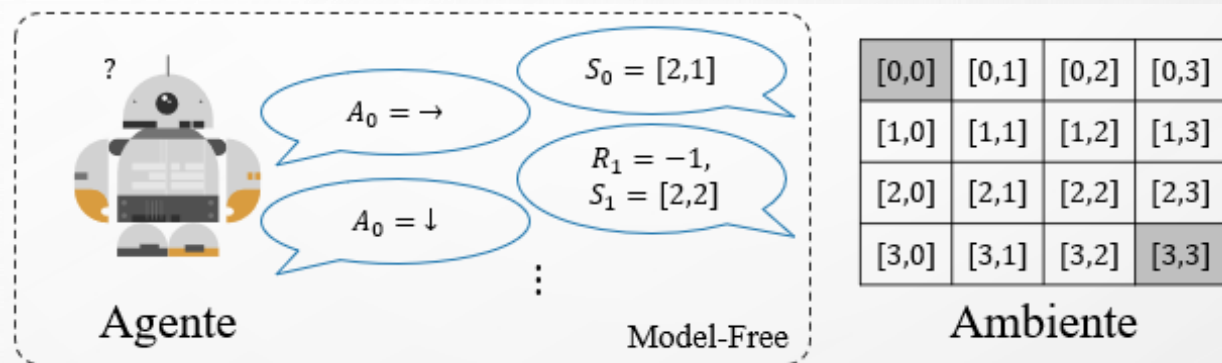 ?
A₀ = →
S₀ = [2,1]
R₁ = −1,
S₁ = [2,2]
A₀ = ↓
⋮
Agente
Model-Free
[0,0] [0,1] [0,2] [0,3]
[1,0] [1,1] [1,2] [1,3]
[2,0] [2,1] [2,2] [2,3]
[3,0] [3,1] [3,2] [3,3]
Ambiente